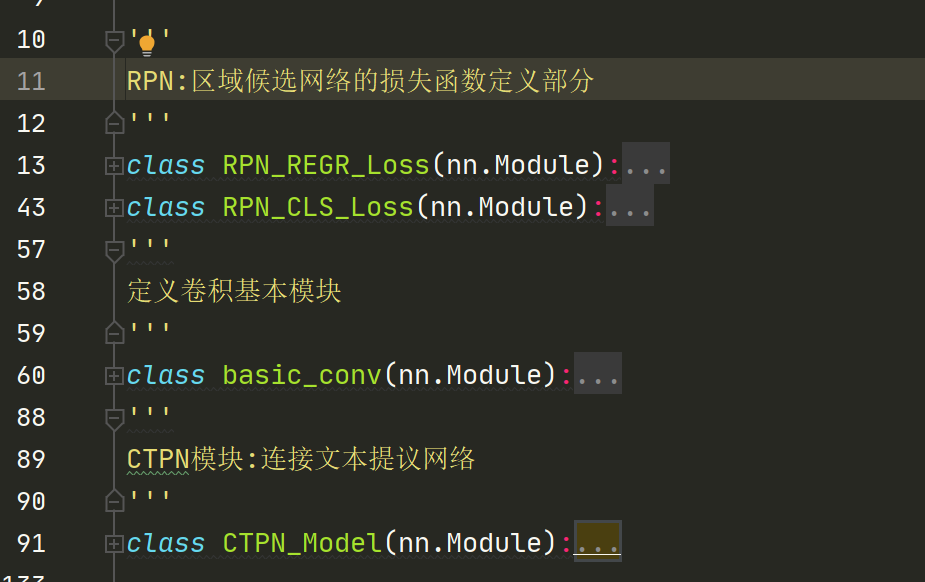 10 '''
11 RPN:区域候选网络的损失函数定义部分
12 '''
13 class RPN_REGR_Loss(nn.Module):...
43 class RPN_CLS_Loss(nn.Module):...
57 '''
58 定义卷积基本模块
59 '''
60 class basic_conv(nn.Module):...
88 '''
89 CTPN模块:连接文本提议网络
90 '''
91 class CTPN_Model(nn.Module):...